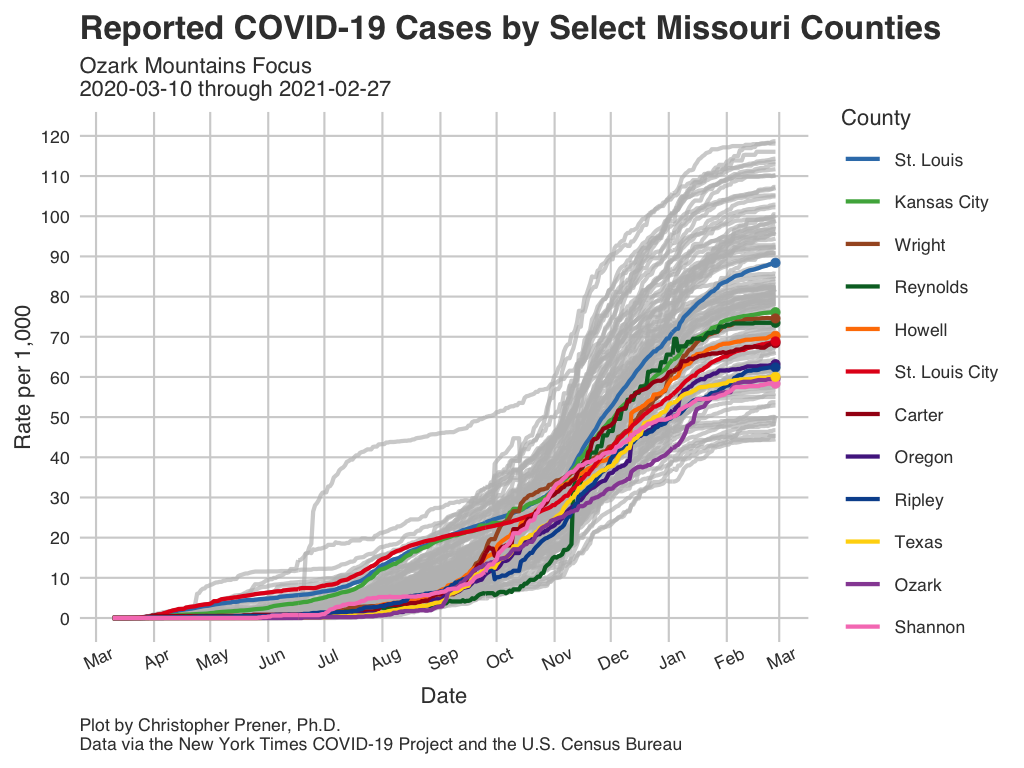 Reported COVID-19 Cases by Select Missouri Counties
Ozark Mountains Focus
2020-03-10 through 2021-02-27
Rate per 1,000
120
110
100
90
80
70
60
50
40
30
20
10
0
Mar
Apr
May
Jun
Jul
Aug
Sep
Oct
Nov
Dec
Jan
Feb
Mar
Date
County
St. Louis
Kansas City
Wright
Reynolds
Howell
St. Louis City
Carter
Oregon
Ripley
Texas
Ozark
Shannon
Plot by Christopher Prener, Ph.D.
Data via the New York Times COVID-19 Project and the U.S. Census Bureau